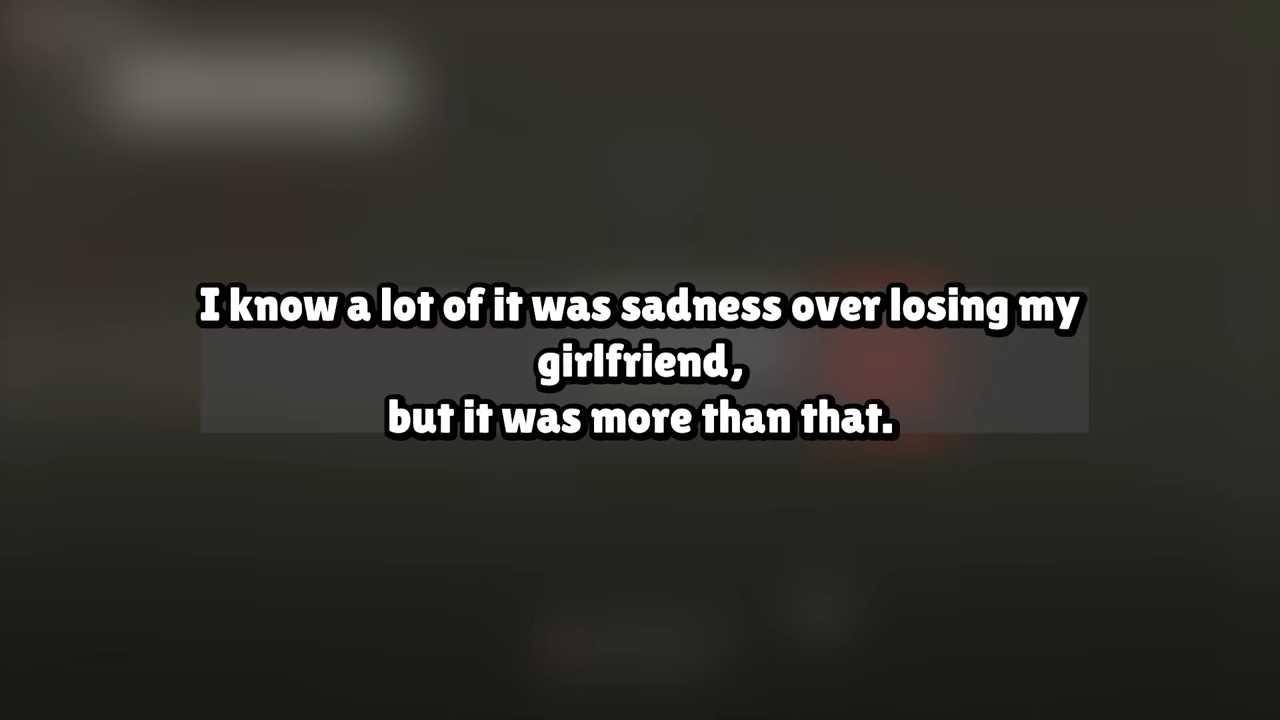 I know a lot of it was sadness over losing my
girlfriend,
but it was more than that.